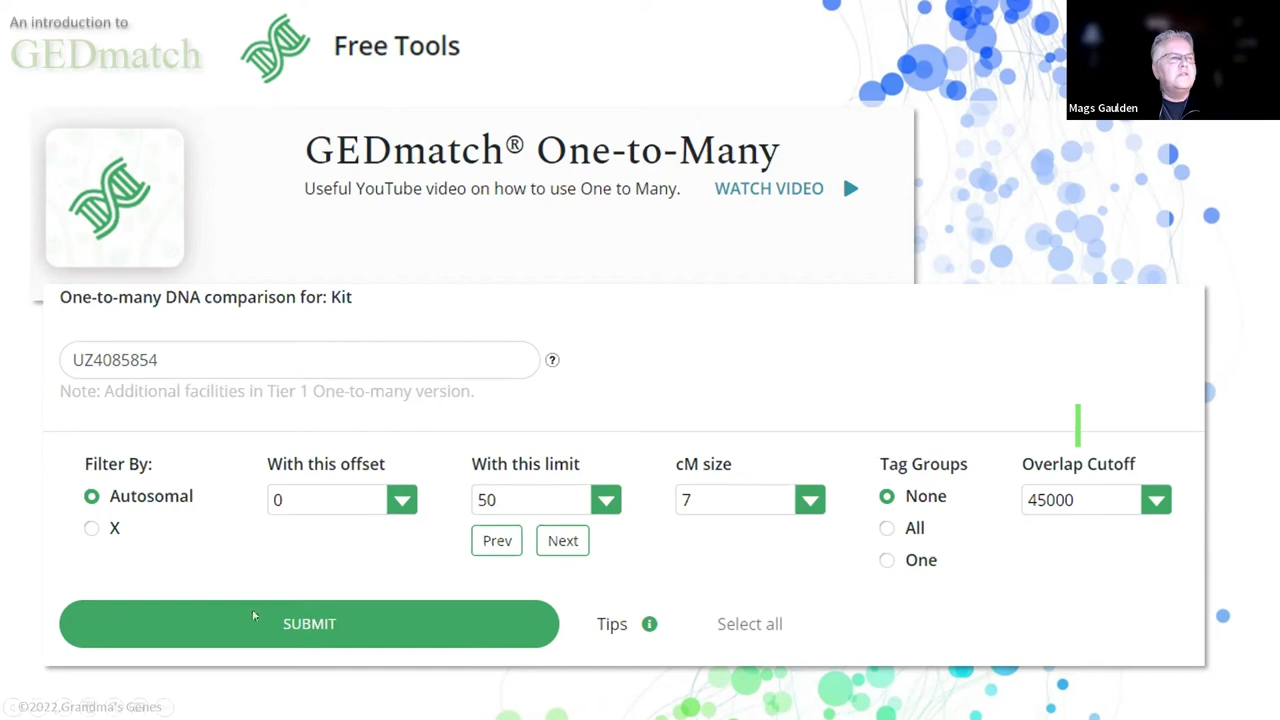 An introduction to
GEDmatch
Free Tools
Mags Gaulden
GEDmatch® One-to-Many
Useful YouTube video on how to use One to Many. WATCH VIDEO
One-to-many DNA comparison for: Kit
UZ4085854 ?
Note: Additional facilities in Tier 1 One-to-many version.
Filter By: With this offset With this limit cM size Tag Groups Overlap Cutoff
Autosomal 0 50 7 None 45000
X Prev Next All
One
SUBMIT Tips i Select all
©2022 Grandma's Genes